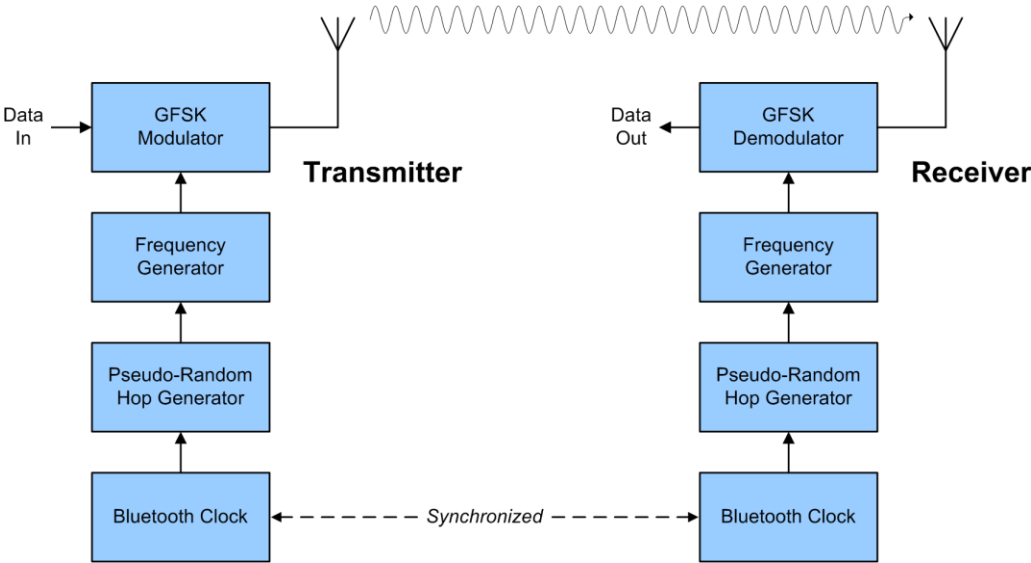 Data
In
GFSK
Modulator
Transmitter
Frequency
Generator
Pseudo-Random
Hop Generator
Bluetooth Clock
Synchronized
Data
Out
GFSK
Demodulator
Receiver
Frequency
Generator
Pseudo-Random
Hop Generator
Bluetooth Clock